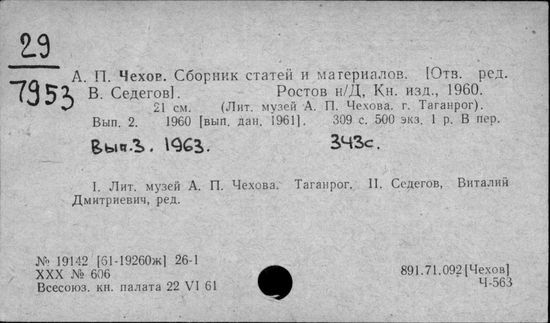 29
7953
А. П. Чехов. Сборник статей и материалов. [Отв. ред.
В. Седегов]. Ростов н/Д, Кн. изд., 1960.
21 см. (Лит. музей А. П. Чехова. г. Таганрог).
Вып. 2. 1960 [вып. дан. 1961]. 309 с. 500 экз. 1 р. В пер.
Вып.3. 1963. 343с.
I. Лит. музей А. П. Чехова. Таганрог. II. Седегов, Виталий
Дмитриевич, ред.
№ 19142 [61-19260ж] 26-1
XXX № 606
Всесоюз. кн. палата 22 VI 61
891.71.092[Чехов]
Ч-563